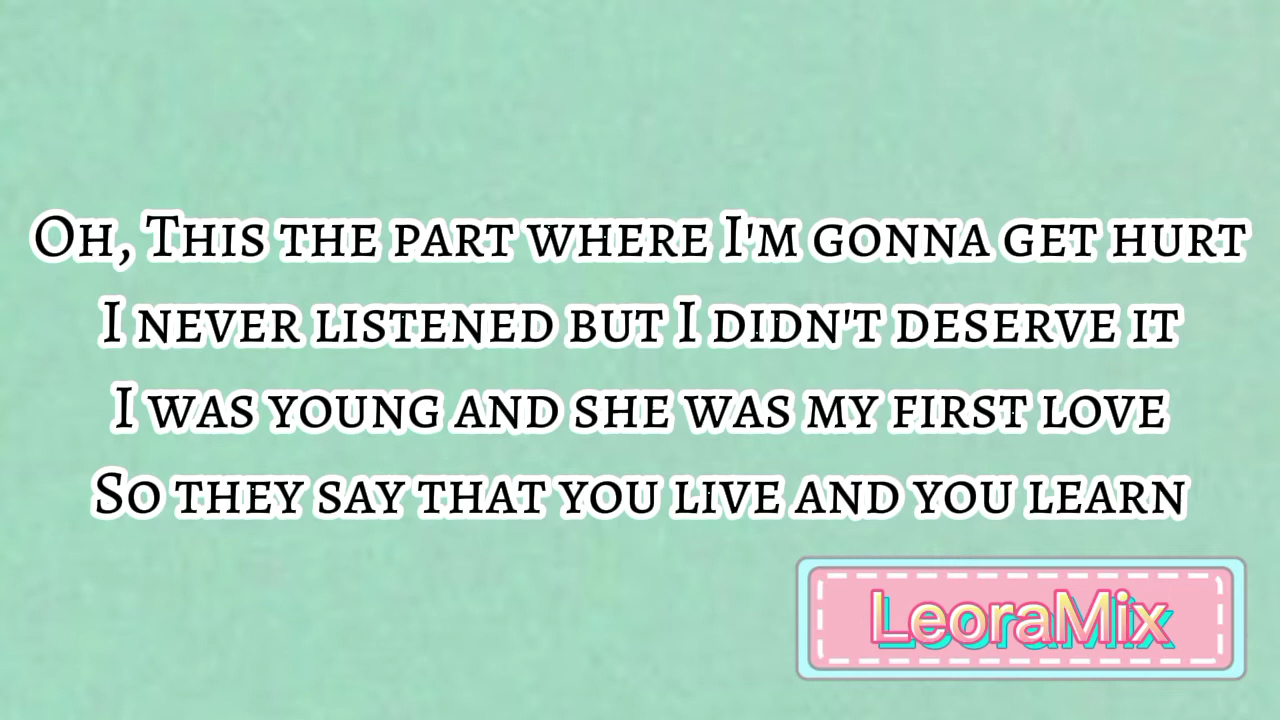 Oh, This the part where I'm gonna get hurt
I never listened but I didn't deserve it
I was young and she was my first love
So they say that you live and you learn
LeoraMix